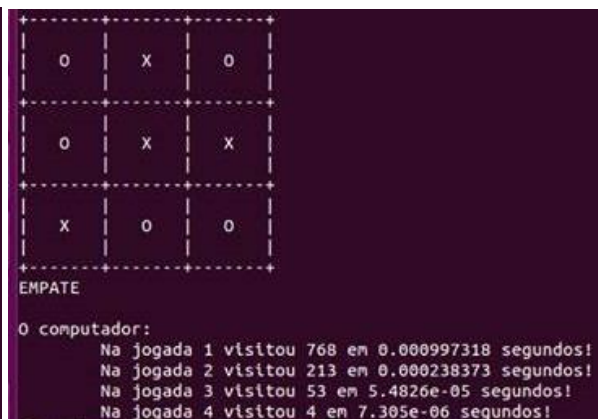 O X O
O X X
X O O
EMPATE
O computador:
Na jogada 1 visitou 768 em 0.000997318 segundos!
Na jogada 2 visitou 213 em 0.000238373 segundos!
Na jogada 3 visitou 53 em 5.4826e-05 segundos!
Na jogada 4 visitou 4 em 7.305e-06 segundos!